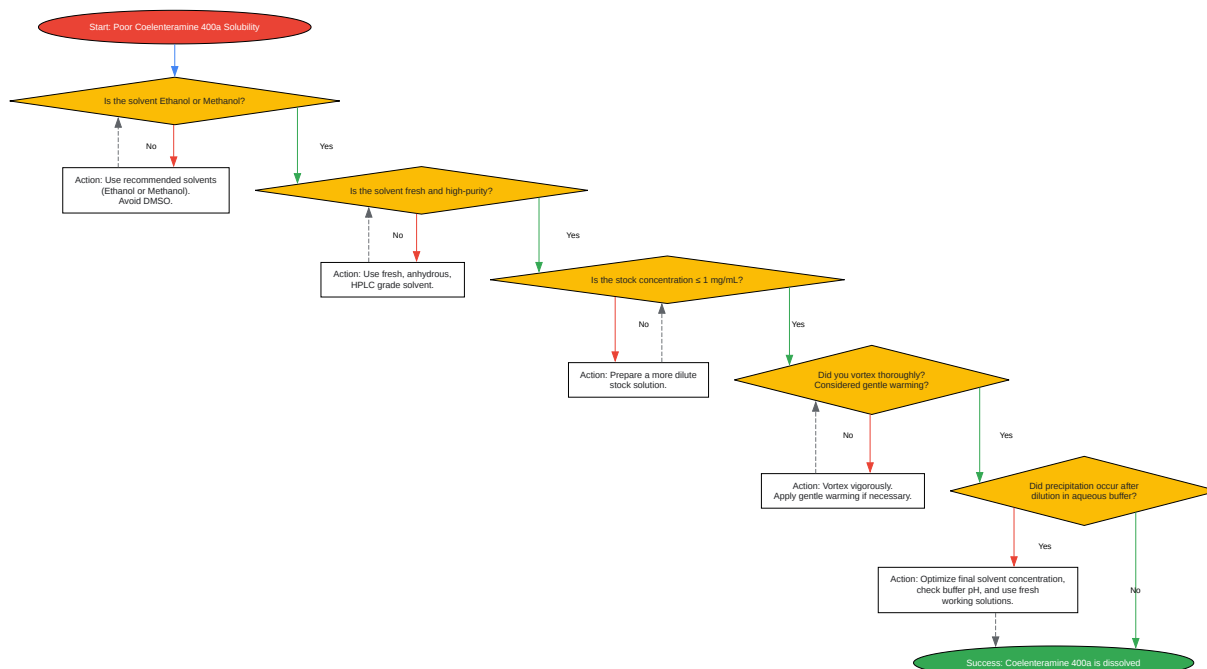 Start: Poor Coelenteramine 400a Solubility
Is the solvent Ethanol or Methanol?
No
Yes
Action: Use recommended solvents
(Ethanol or Methanol).
Avoid DMSO.
Is the solvent fresh and high-purity?
No
Yes
Action: Use fresh, anhydrous,
HPLC grade solvent.
Is the stock concentration ≤ 1 mg/mL?
No
Yes
Action: Prepare a more dilute
stock solution.
Did you vortex thoroughly?
Considered gentle warming?
No
Yes
Action: Vortex vigorously.
Apply gentle warming if necessary.
Did precipitation occur after
dilution in aqueous buffer?
Yes
No
Action: Optimize final solvent concentration,
check buffer pH, and use fresh
working solutions.
Success: Coelenteramine 400a is dissolved